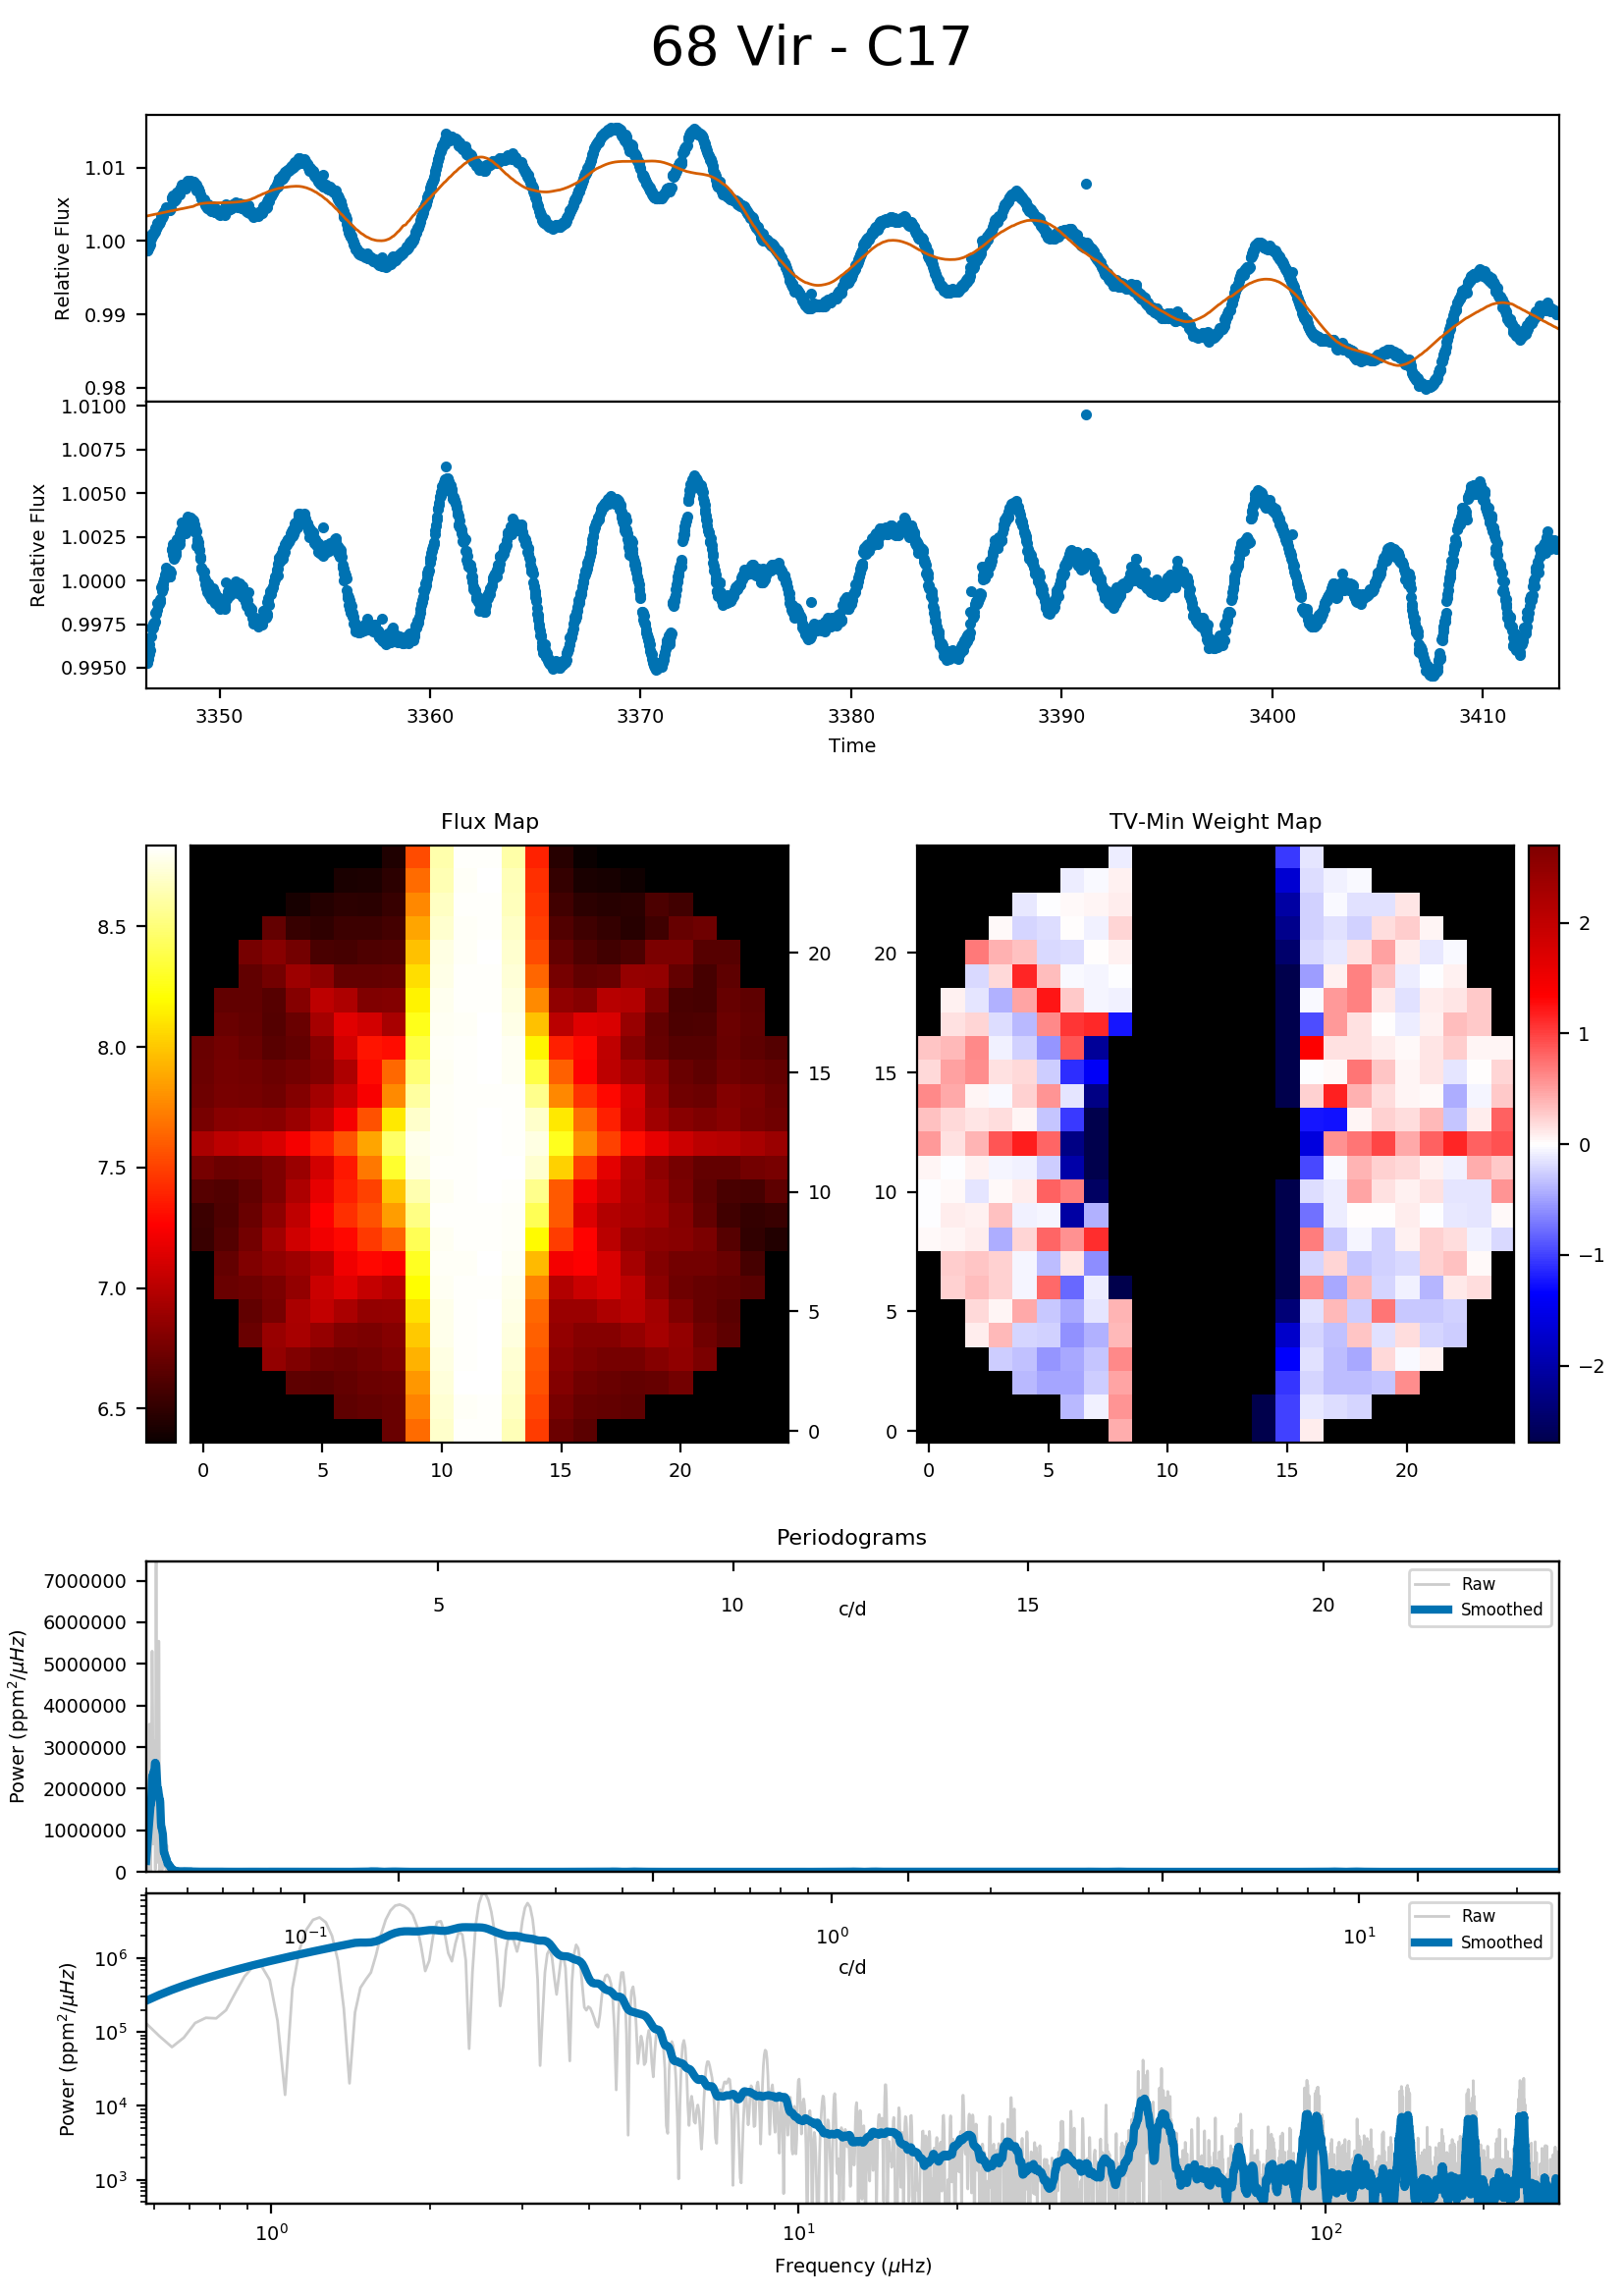 68 Vir - C17
Relative Flux
1.01
1.00
0.99
0.98
Relative Flux
1.0100
1.0075
1.0050
1.0025
1.0000
0.9975
0.9950
3350 3360 3370 3380 3390 3400 3410
Time
Flux Map
8.5
8.0
7.5
7.0
6.5
20
15
10
5
0
0 5 10 15 20
TV-Min Weight Map
20
15
10
5
0
0 5 10 15 20
2
1
0
−1
−2
Periodograms
Power (ppm²/μHz)
7000000
6000000
5000000
4000000
3000000
2000000
1000000
0
5 10 15 20
c/d
Raw
Smoothed
Power (ppm²/μHz)
10⁶
10⁵
10⁴
10³
10⁻¹ 10⁰ 10¹
c/d
Raw
Smoothed
10⁰ 10¹ 10²
Frequency (μHz)